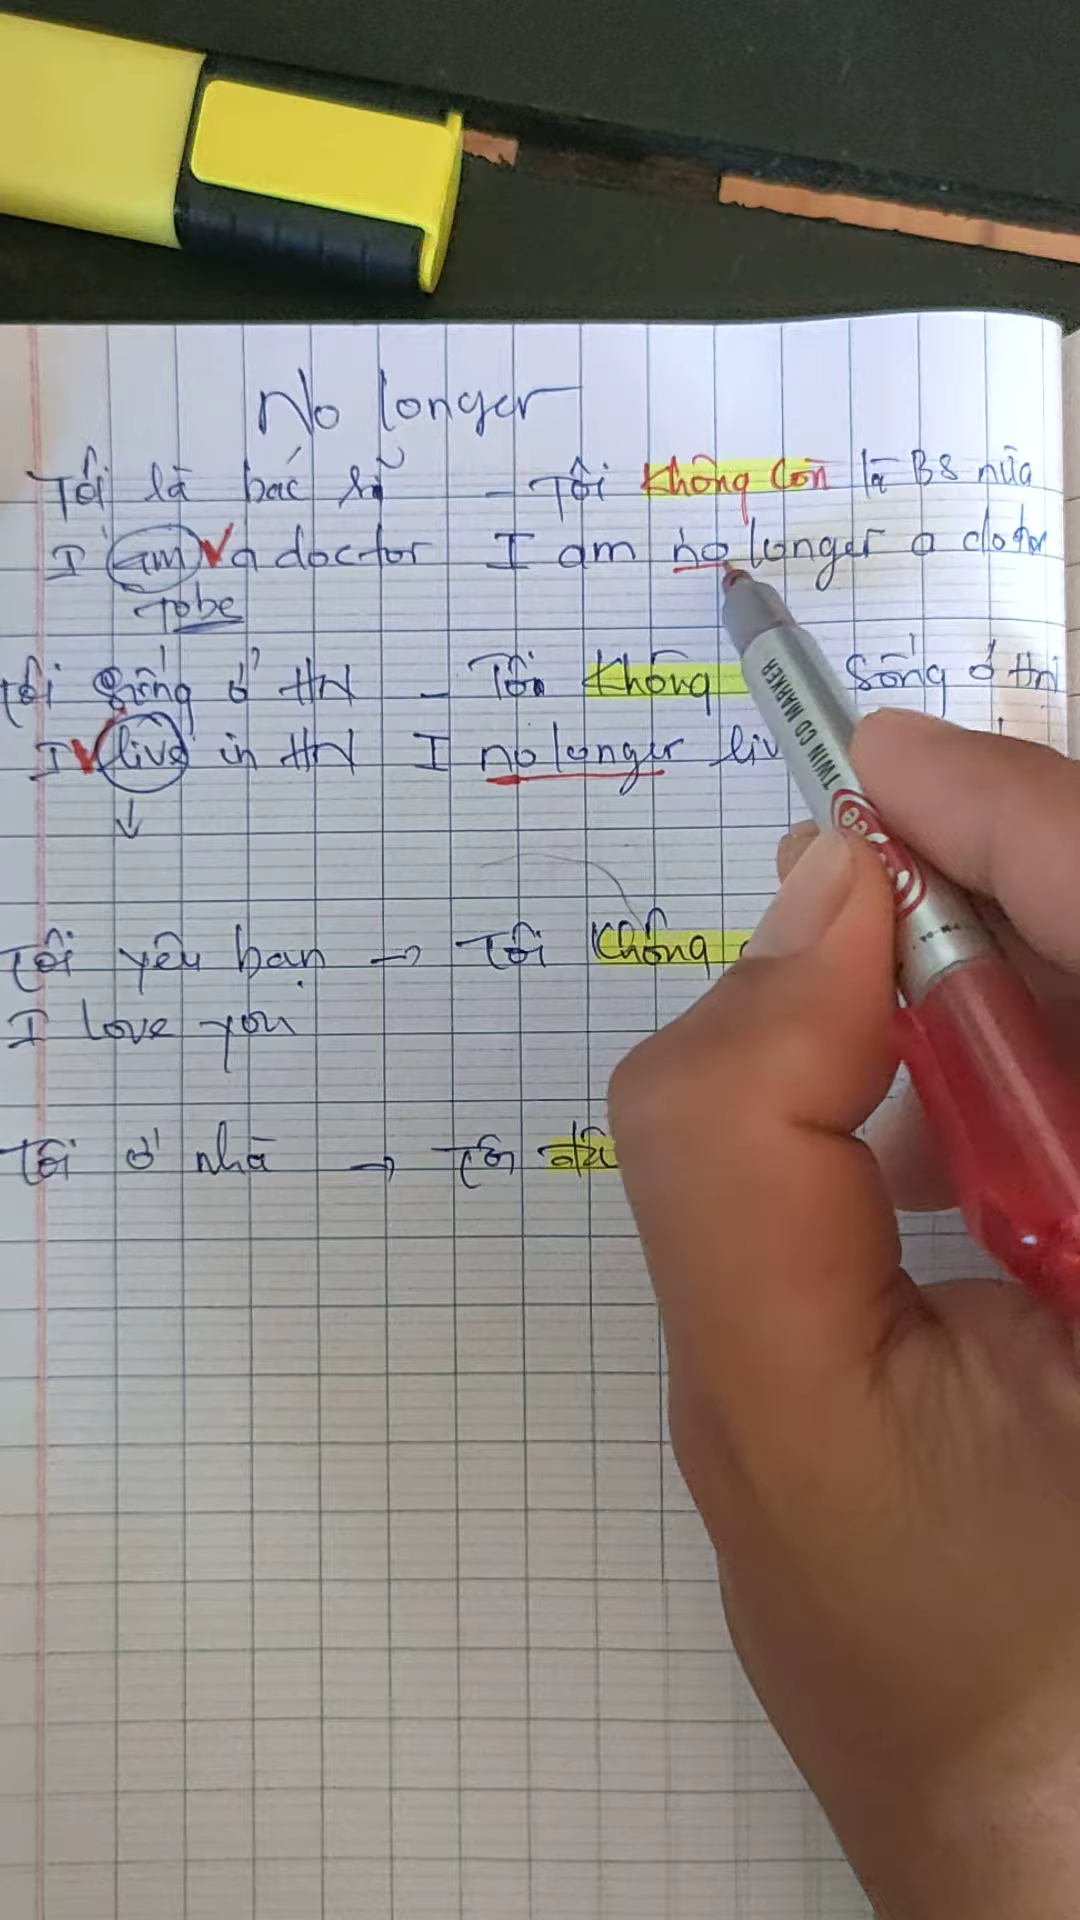 No longer
Tôi là bác sĩ - Tôi không còn là BS nữa
I am a doctor I am no longer a doctor
Tobe
Tôi sống ở HN - Tôi không sống ở HN
I live in HN I no longer liv
Tôi yêu bạn → Tôi không
I love you
Tôi ở nhà → Tôi
TWIN CD MARKER